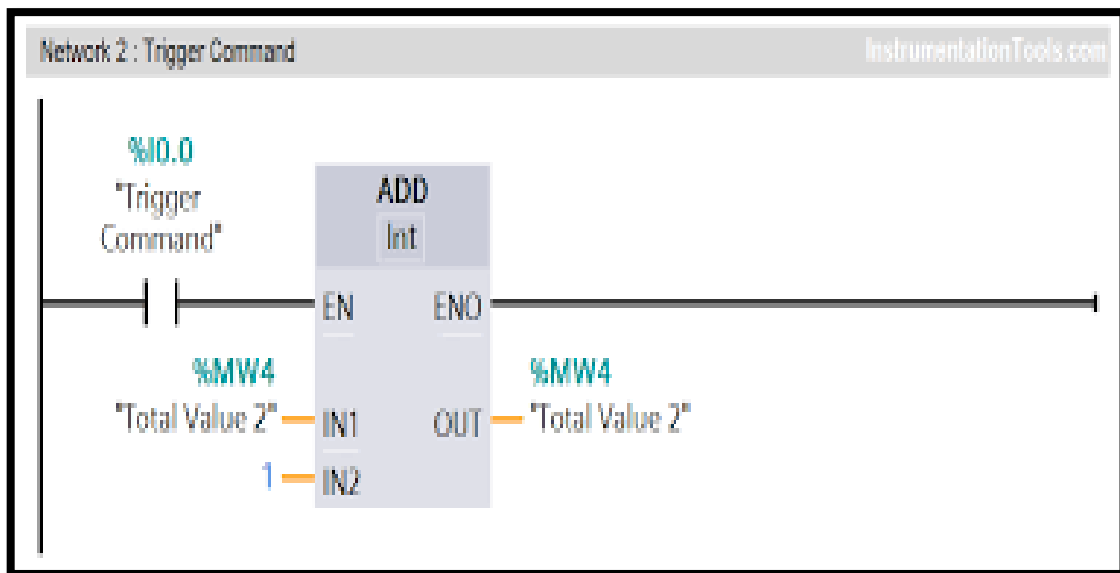 Network 2 : Trigger Command
InstrumentationTools.com
%I0.0
"Trigger
Command"
ADD
Int
EN
ENO
%MW4
%MW4
"Total Value 2"
IN1
OUT
"Total Value 2"
1
IN2